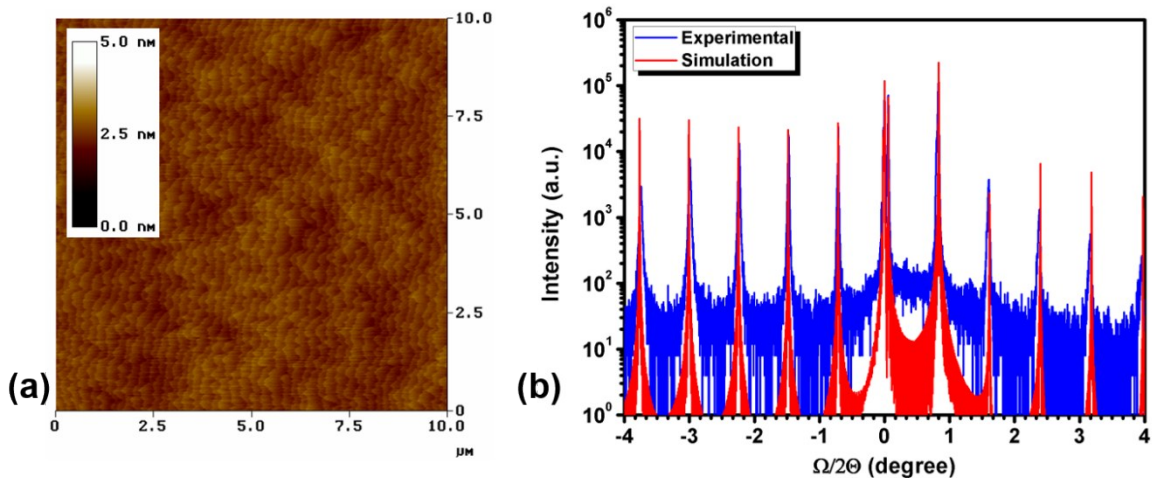 5.0 nm
2.5 nm
0.0 nm
10.0
7.5
5.0
2.5
0
0
2.5
5.0
7.5
10.0
µm
(a)
10⁶
10⁵
10⁴
10³
10²
10¹
10⁰
Intensity (a.u.)
Experimental
Simulation
-4
-3
-2
-1
0
1
2
3
4
Ω/2Θ (degree)
(b)